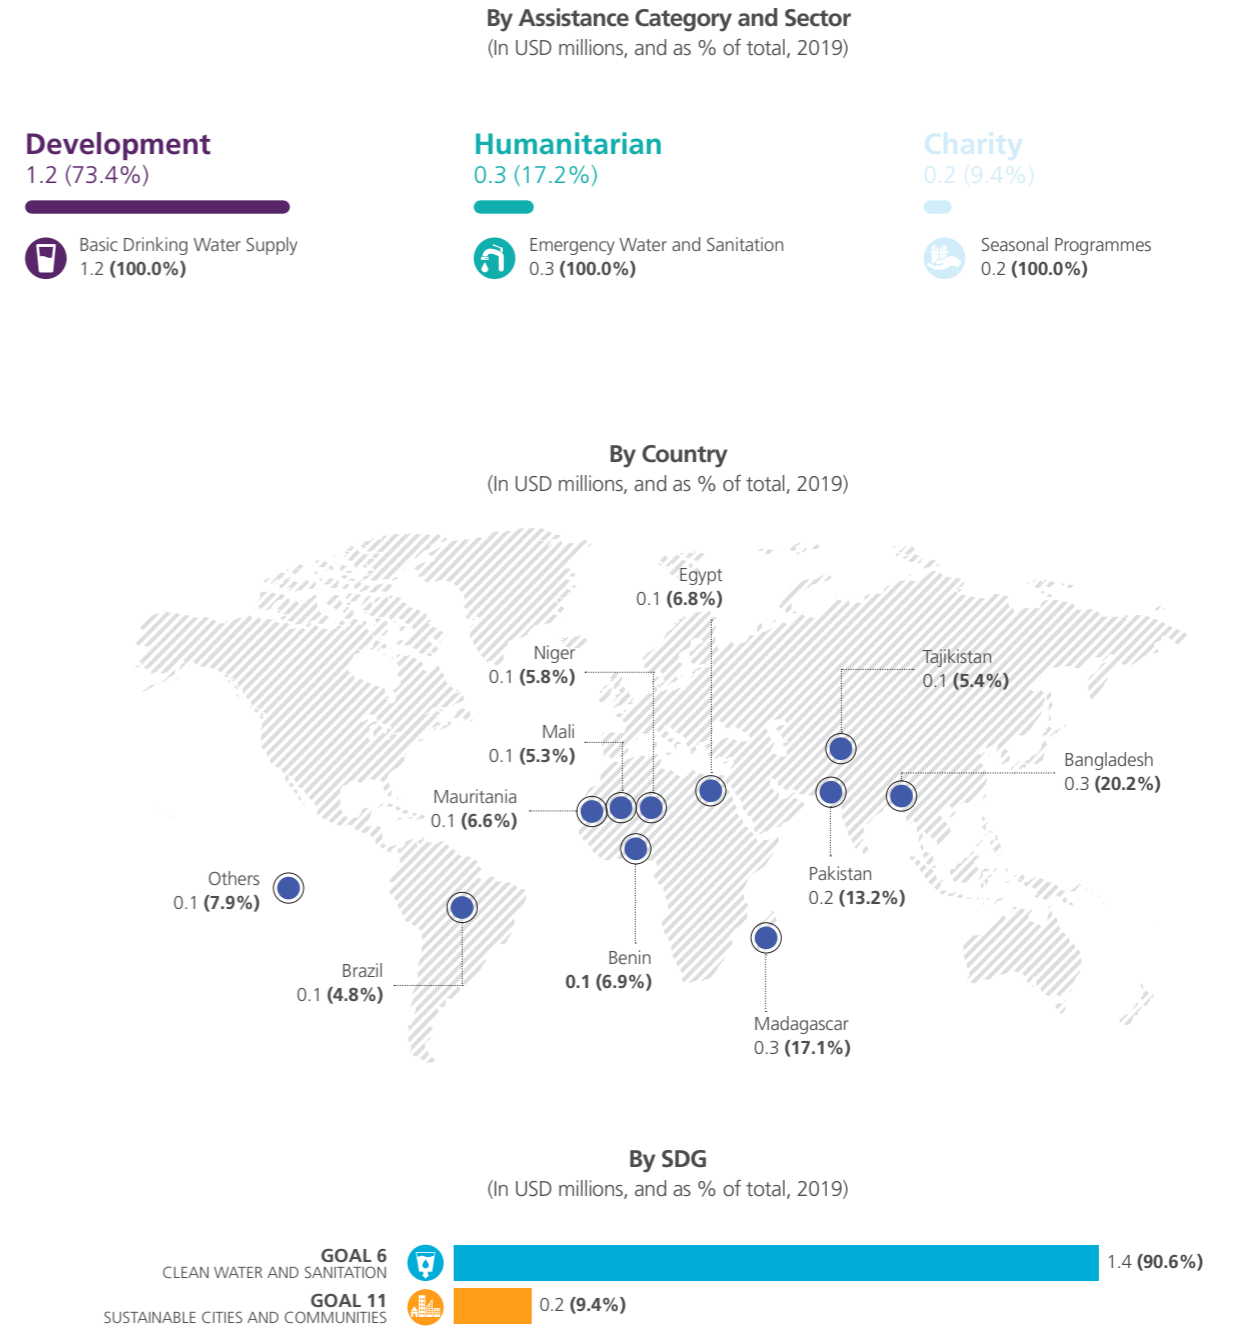 By Assistance Category and Sector
(In USD millions, and as % of total, 2019)
Development
1.2 (73.4%)
Basic Drinking Water Supply
1.2 (100.0%)
Humanitarian
0.3 (17.2%)
Emergency Water and Sanitation
0.3 (100.0%)
Charity
0.2 (9.4%)
Seasonal Programmes
0.2 (100.0%)
By Country
(In USD millions, and as % of total, 2019)
Egypt
0.1 (6.8%)
Niger
0.1 (5.8%)
Tajikistan
0.1 (5.4%)
Mali
0.1 (5.3%)
Bangladesh
0.3 (20.2%)
Mauritania
0.1 (6.6%)
Others
0.1 (7.9%)
Pakistan
0.2 (13.2%)
Brazil
0.1 (4.8%)
Benin
0.1 (6.9%)
Madagascar
0.3 (17.1%)
By SDG
(In USD millions, and as % of total, 2019)
GOAL 6
CLEAN WATER AND SANITATION
1.4 (90.6%)
GOAL 11
SUSTAINABLE CITIES AND COMMUNITIES
0.2 (9.4%)